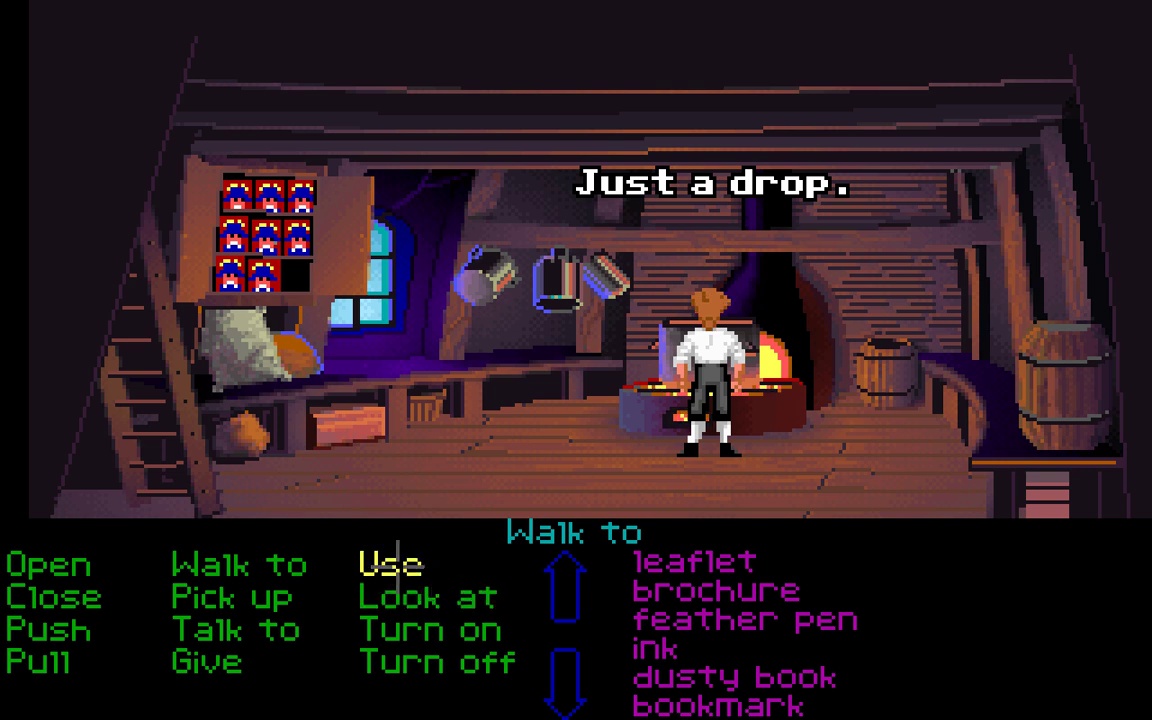 Just a drop.
Walk to
Open Walk to Use
Close Pick up Look at
Push Talk to Turn on
Pull Give Turn off
leaflet
brochure
feather pen
ink
dusty book
bookmark